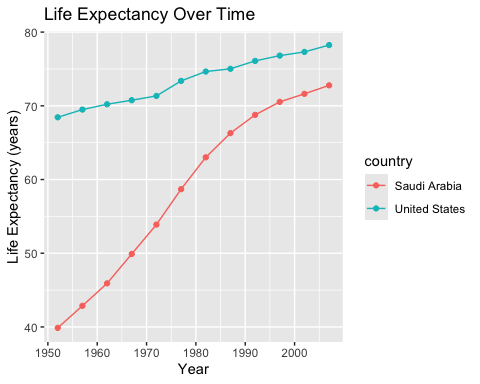 Life Expectancy Over Time
Life Expectancy (years)
80
70
60
50
40
1950 1960 1970 1980 1990 2000
Year
country
Saudi Arabia
United States